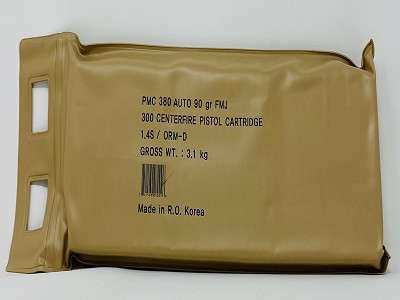 PMC 380 AUTO 90 gr FMJ
300 CENTERFIRE PISTOL CARTRIDGE
1.4S / ORM-D
GROSS WT. : 3.1 kg
Made in R.O. Korea